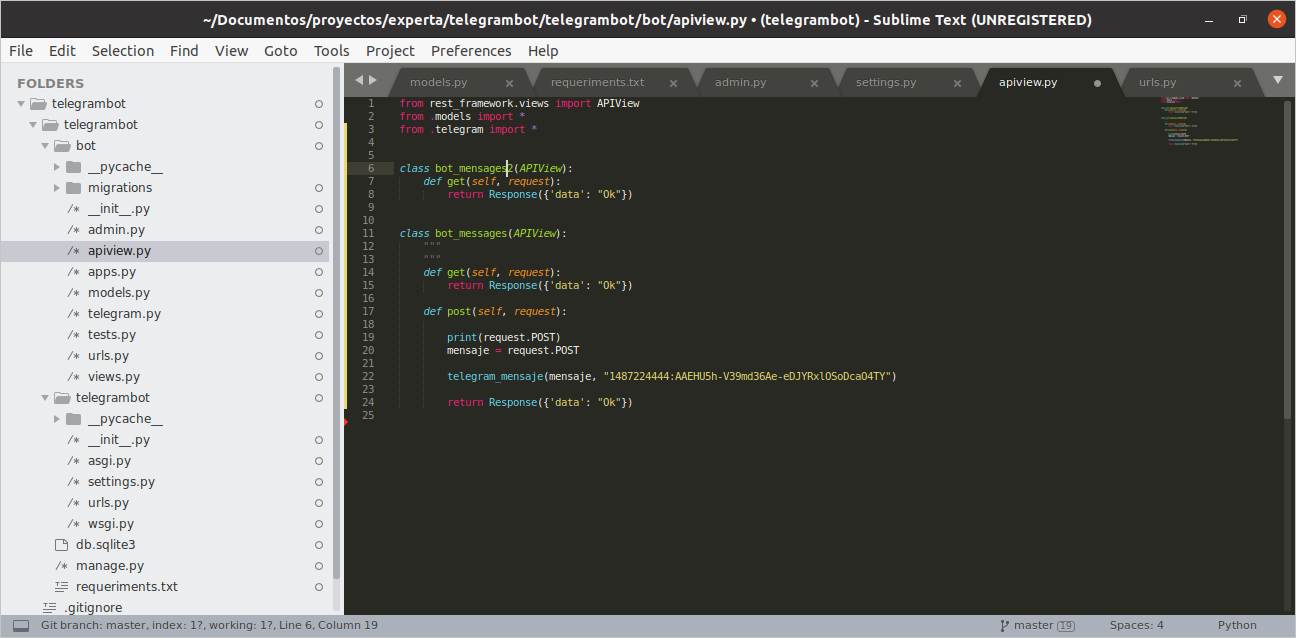 ~/Documentos/proyectos/experta/telegrambot/telegrambot/bot/apiview.py • (telegrambot) - Sublime Text (UNREGISTERED)
File Edit Selection Find View Goto Tools Project Preferences Help
FOLDERS
telegrambot
telegrambot
bot
__pycache__
migrations
/* __init__.py
/* admin.py
/* apiview.py
/* apps.py
/* models.py
/* telegram.py
/* tests.py
/* urls.py
/* views.py
telegrambot
__pycache__
/* __init__.py
/* asgi.py
/* settings.py
/* urls.py
/* wsgi.py
db.sqlite3
/* manage.py
requeriments.txt
.gitignore
models.py requeriments.txt admin.py settings.py apiview.py urls.py
1 from rest_framework.views import APIView
2 from .models import *
3 from .telegram import *
4
5
6 class bot_mensages2(APIView):
7 def get(self, request):
8 return Response({'data': "Ok"})
9
10
11 class bot_messages(APIView):
12 """
13 """
14 def get(self, request):
15 return Response({'data': "Ok"})
16
17 def post(self, request):
18
19 print(request.POST)
20 mensaje = request.POST
21
22 telegram_mensaje(mensaje, "1487224444:AAEHU5h-V39md36Ae-eDJYRxlOSoDcaO4TY")
23
24 return Response({'data': "Ok"})
25
Git branch: master, index: 1?, working: 1?, Line 6, Column 19 master 19 Spaces: 4 Python